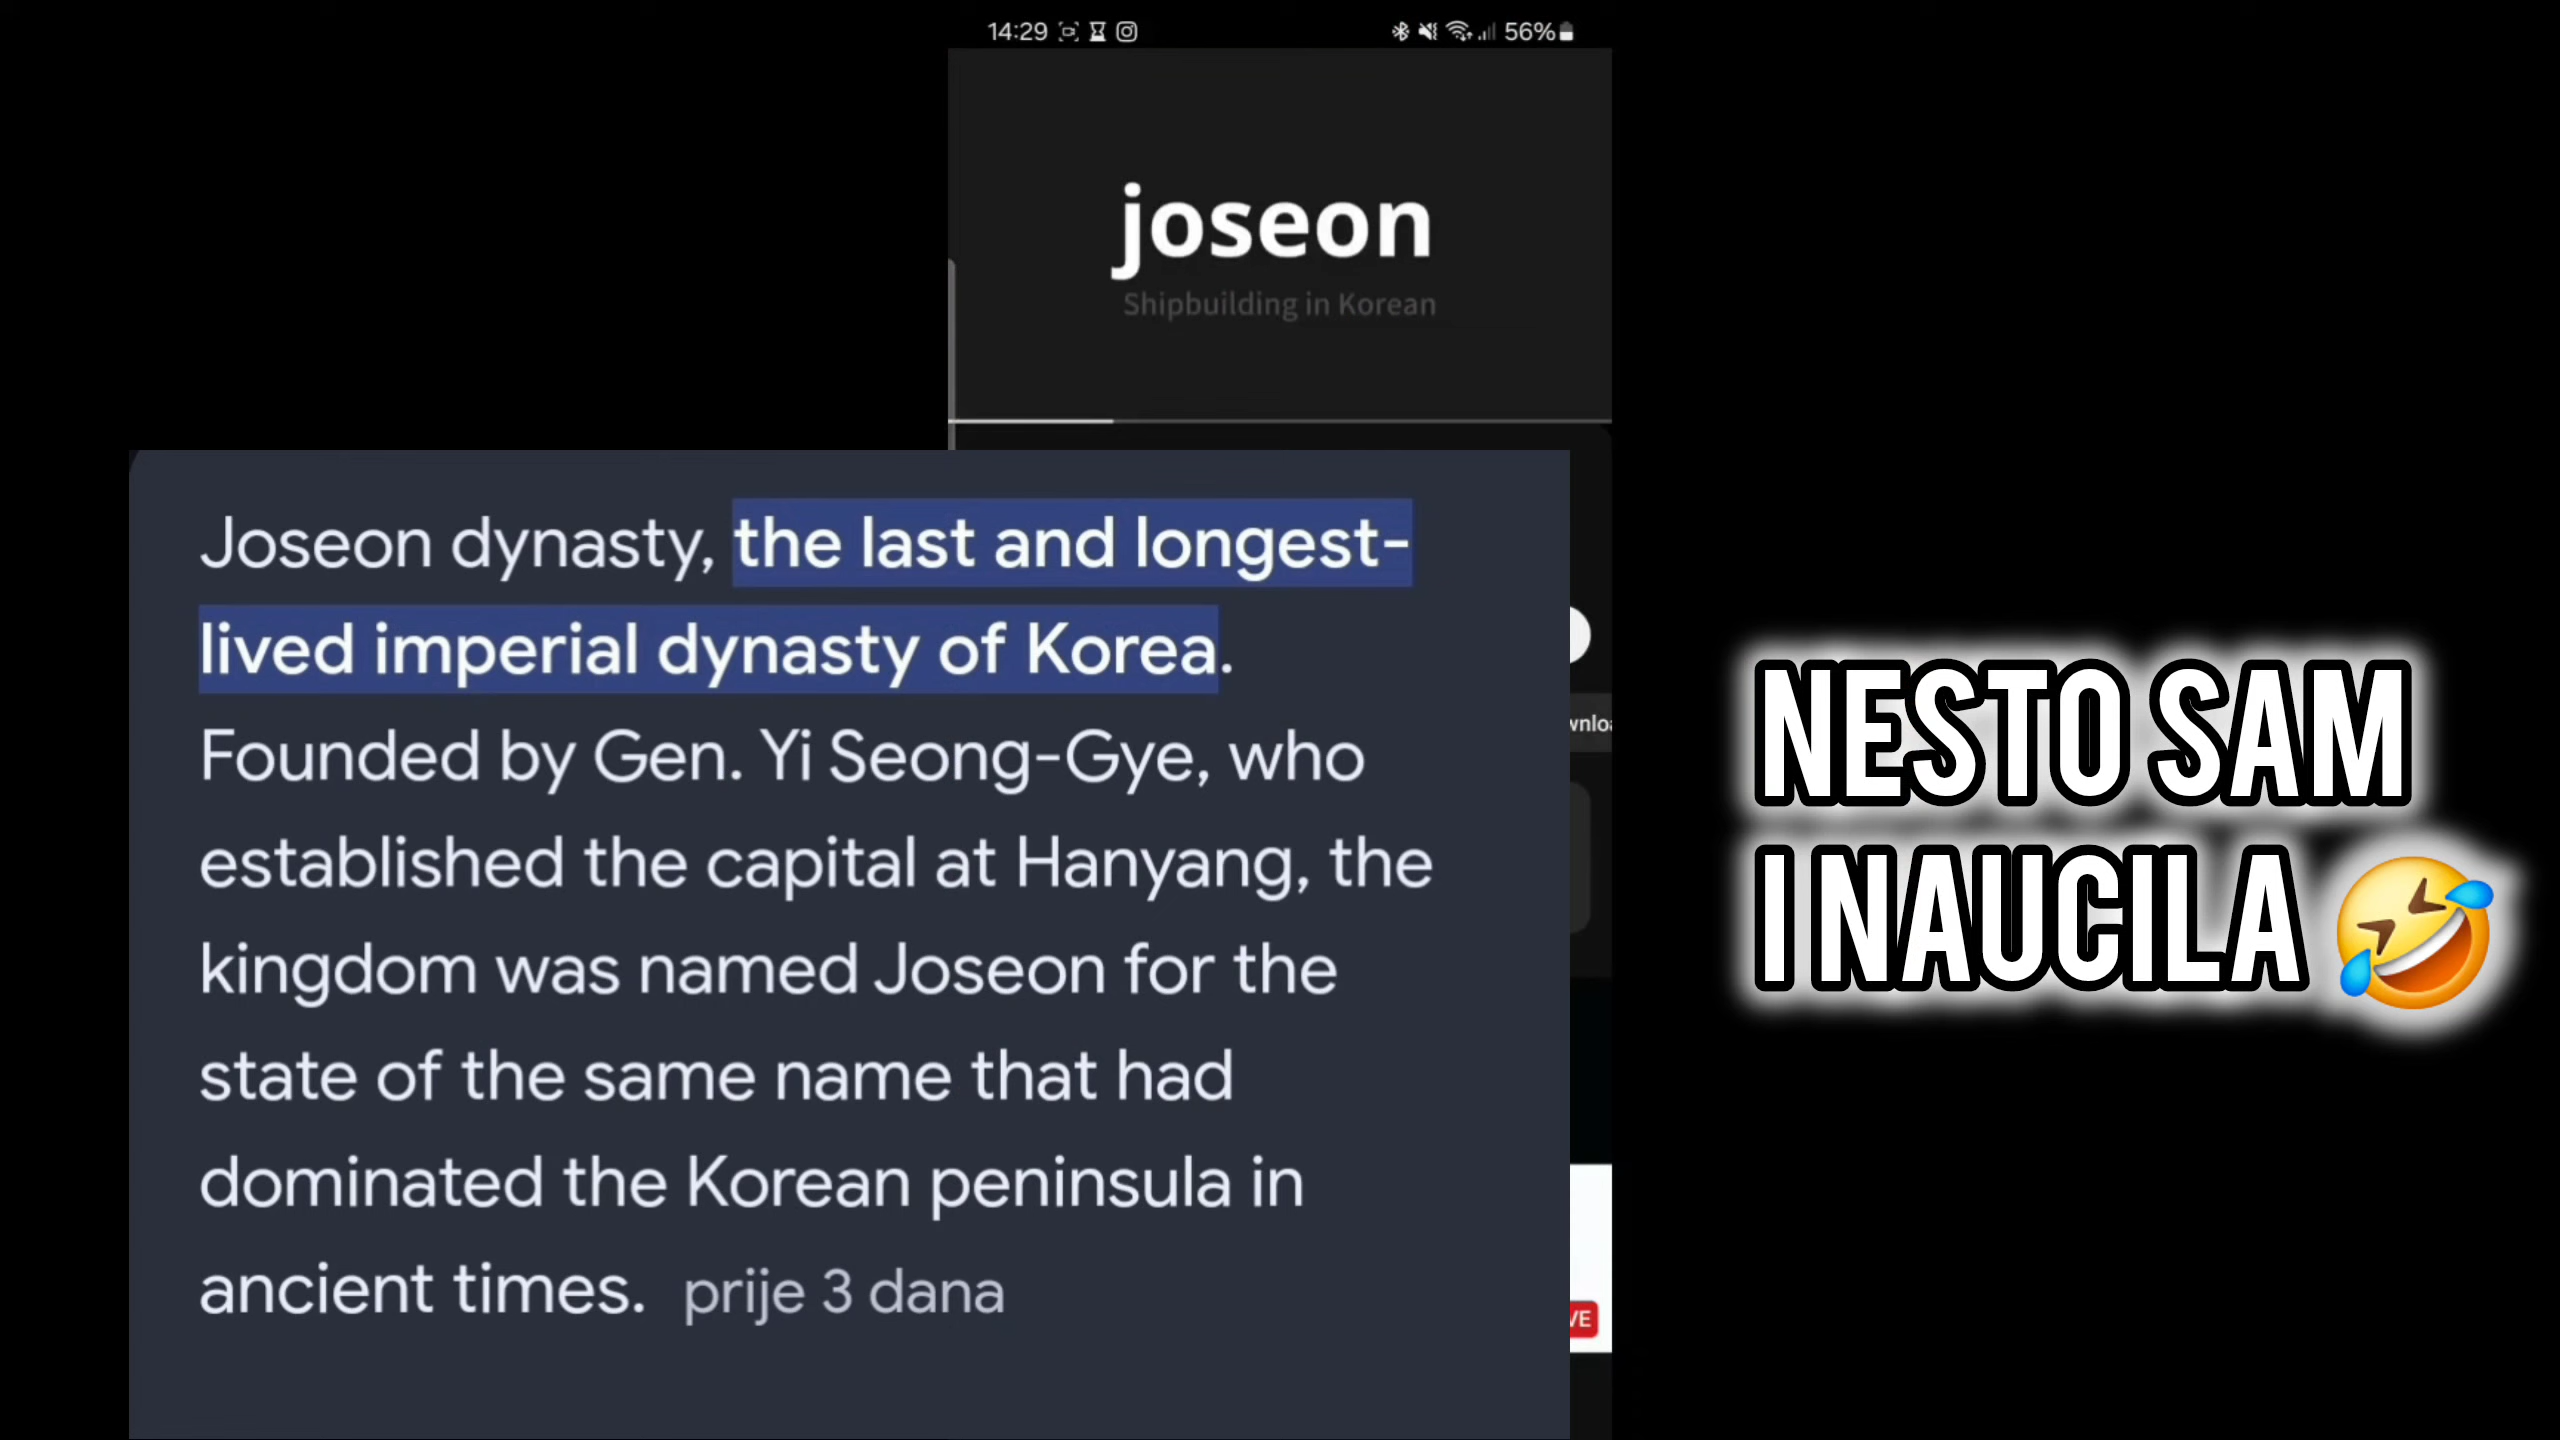 14:29
56%
joseon
Shipbuilding in Korean
Joseon dynasty, the last and longest-
lived imperial dynasty of Korea.
Founded by Gen. Yi Seong-Gye, who
established the capital at Hanyang, the
kingdom was named Joseon for the
state of the same name that had
dominated the Korean peninsula in
ancient times. prije 3 dana
NESTO SAM
I NAUCILA 🤣